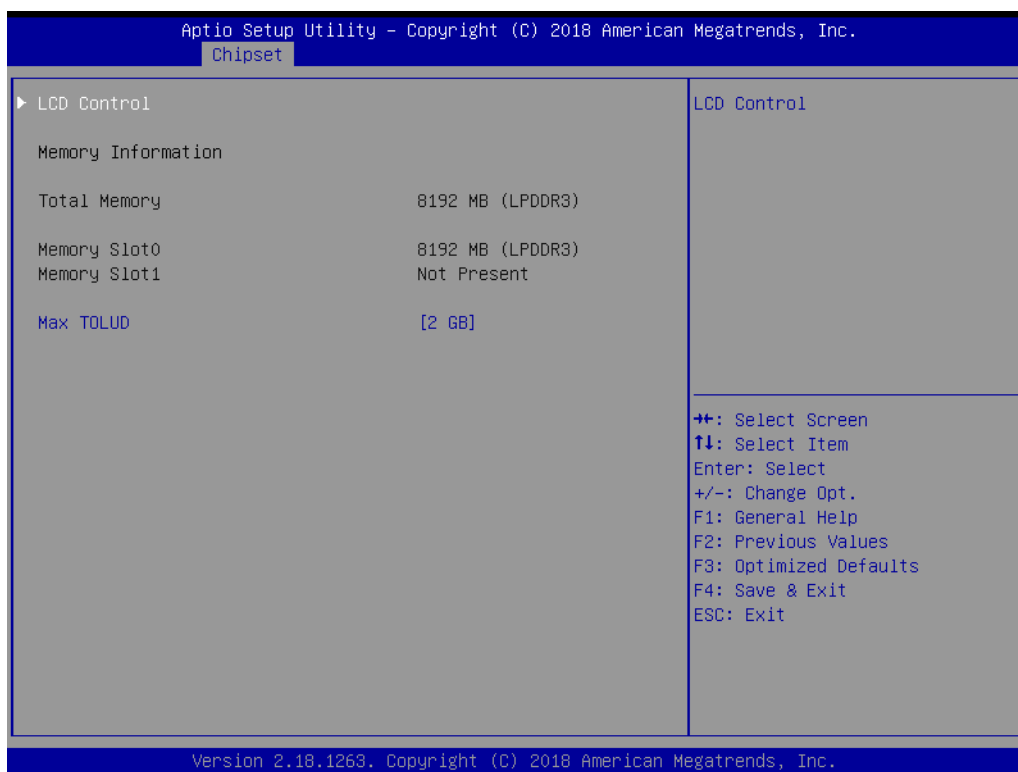 Aptio Setup Utility – Copyright (C) 2018 American Megatrends, Inc.
Chipset
LCD Control
Memory Information
Total Memory 8192 MB (LPDDR3)
Memory Slot0 8192 MB (LPDDR3)
Memory Slot1 Not Present
Max TOLUD [2 GB]
LCD Control
→←: Select Screen
↑↓: Select Item
Enter: Select
+/-: Change Opt.
F1: General Help
F2: Previous Values
F3: Optimized Defaults
F4: Save & Exit
ESC: Exit
Version 2.18.1263. Copyright (C) 2018 American Megatrends, Inc.